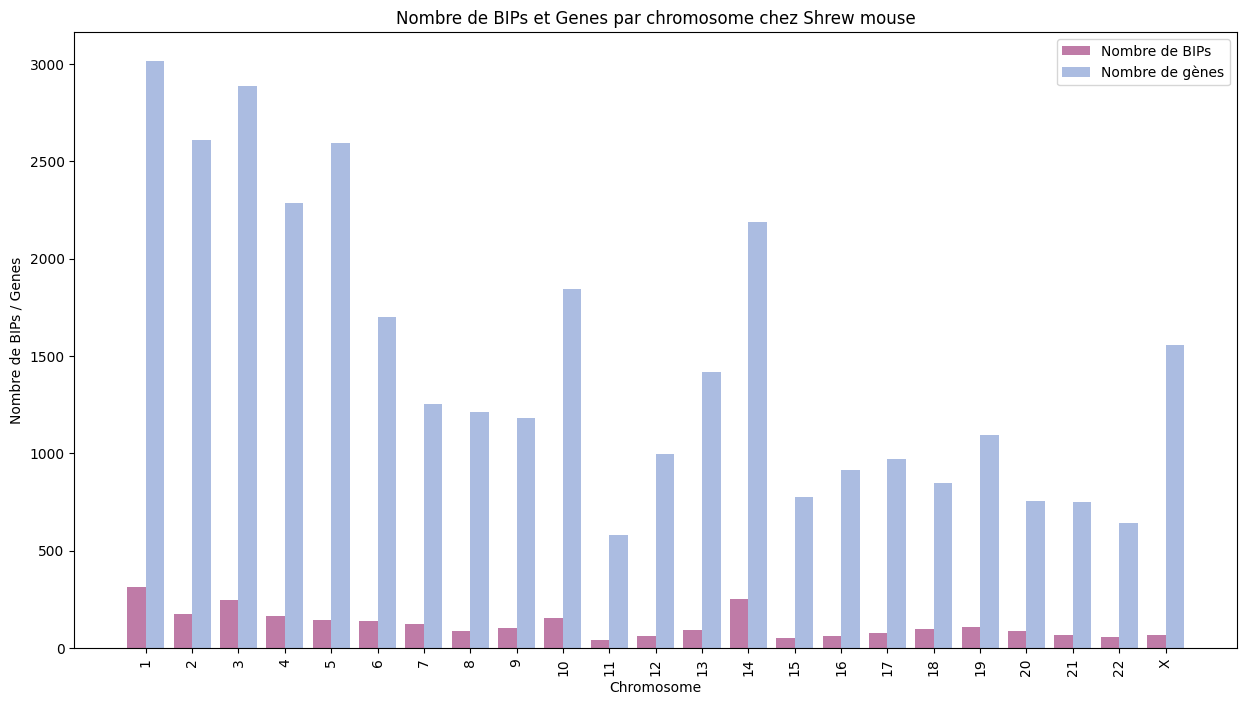 Nombre de BIPs et Genes par chromosome chez Shrew mouse
Nombre de BIPs
Nombre de gènes
Nombre de BIPs / Genes
3000
2500
2000
1500
1000
500
0
1 2 3 4 5 6 7 8 9 10 11 12 13 14 15 16 17 18 19 20 21 22 X
Chromosome